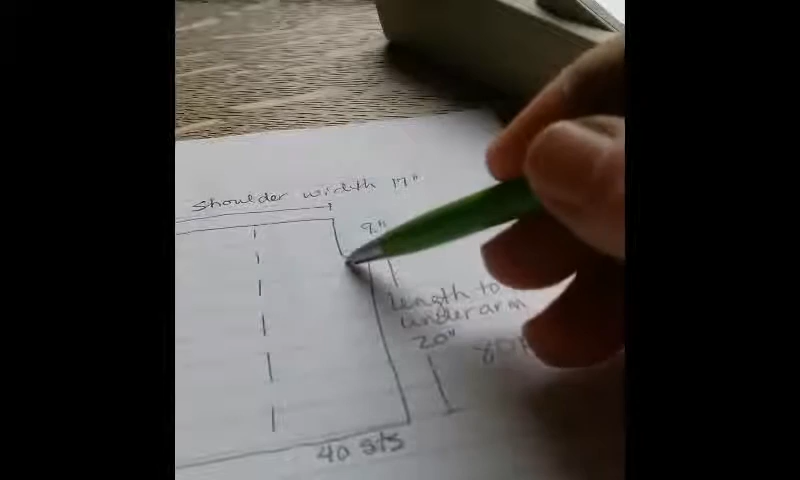 shoulder width 17"
9"
length to
underarm
20"
40 sts